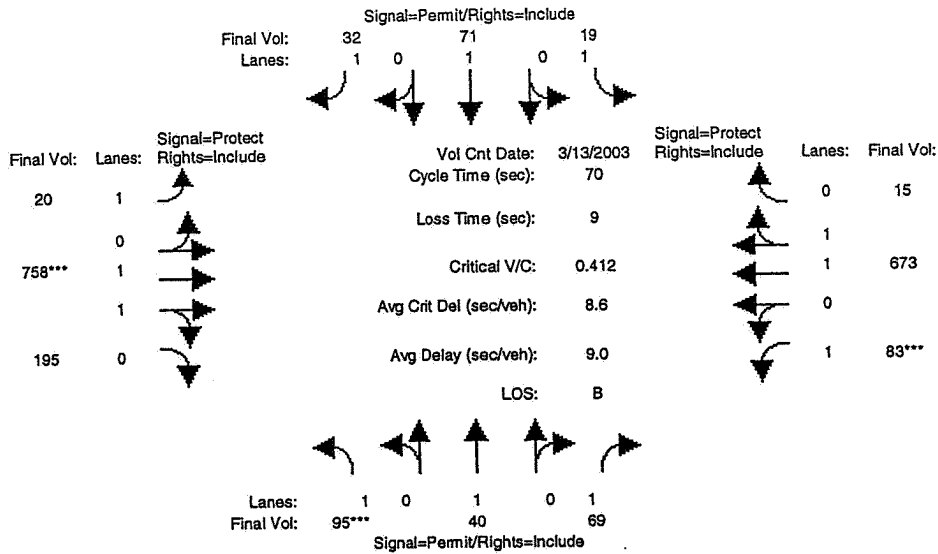 Signal=Permit/Rights=Include
Final Vol: 32 71 19
Lanes: 1 0 1 0 1
Signal=Protect
Final Vol: Lanes: Rights=Include
Vol Cnt Date: 3/13/2003
Signal=Protect
Rights=Include Lanes: Final Vol:
Cycle Time (sec): 70
20 1
0 15
Loss Time (sec): 9
0
1
758*** 1
Critical V/C: 0.412
1 673
1
Avg Crit Del (sec/veh): 8.6
0
195 0
Avg Delay (sec/veh): 9.0
1 83***
LOS: B
Lanes: 1 0 1 0 1
Final Vol: 95*** 40 69
Signal=Permit/Rights=Include